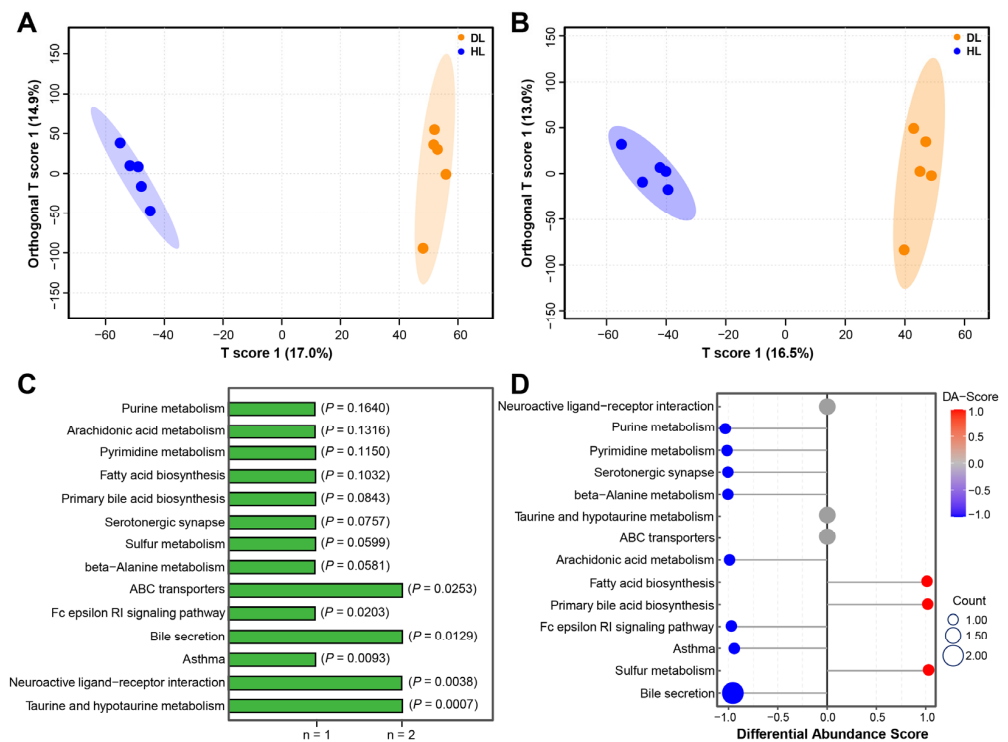 A
DL
HL
150
100
50
0
−50
−100
−150
Orthogonal T score 1 (14.9%)
−60
−40
−20
0
20
40
60
T score 1 (17.0%)
B
DL
HL
150
100
50
0
−50
−100
−150
Orthogonal T score 1 (13.0%)
−60
−40
−20
0
20
40
60
T score 1 (16.5%)
C
Purine metabolism (P = 0.1640)
Arachidonic acid metabolism (P = 0.1316)
Pyrimidine metabolism (P = 0.1150)
Fatty acid biosynthesis (P = 0.1032)
Primary bile acid biosynthesis (P = 0.0843)
Serotonergic synapse (P = 0.0757)
Sulfur metabolism (P = 0.0599)
beta−Alanine metabolism (P = 0.0581)
ABC transporters (P = 0.0253)
Fc epsilon RI signaling pathway (P = 0.0203)
Bile secretion (P = 0.0129)
Asthma (P = 0.0093)
Neuroactive ligand−receptor interaction (P = 0.0038)
Taurine and hypotaurine metabolism (P = 0.0007)
n = 1
n = 2
D
Neuroactive ligand−receptor interaction
Purine metabolism
Pyrimidine metabolism
Serotonergic synapse
beta−Alanine metabolism
Taurine and hypotaurine metabolism
ABC transporters
Arachidonic acid metabolism
Fatty acid biosynthesis
Primary bile acid biosynthesis
Fc epsilon RI signaling pathway
Asthma
Sulfur metabolism
Bile secretion
−1.0
−0.5
0.0
0.5
1.0
Differential Abundance Score
DA-Score
1.0
0.5
0.0
−0.5
−1.0
Count
1.00
1.50
2.00